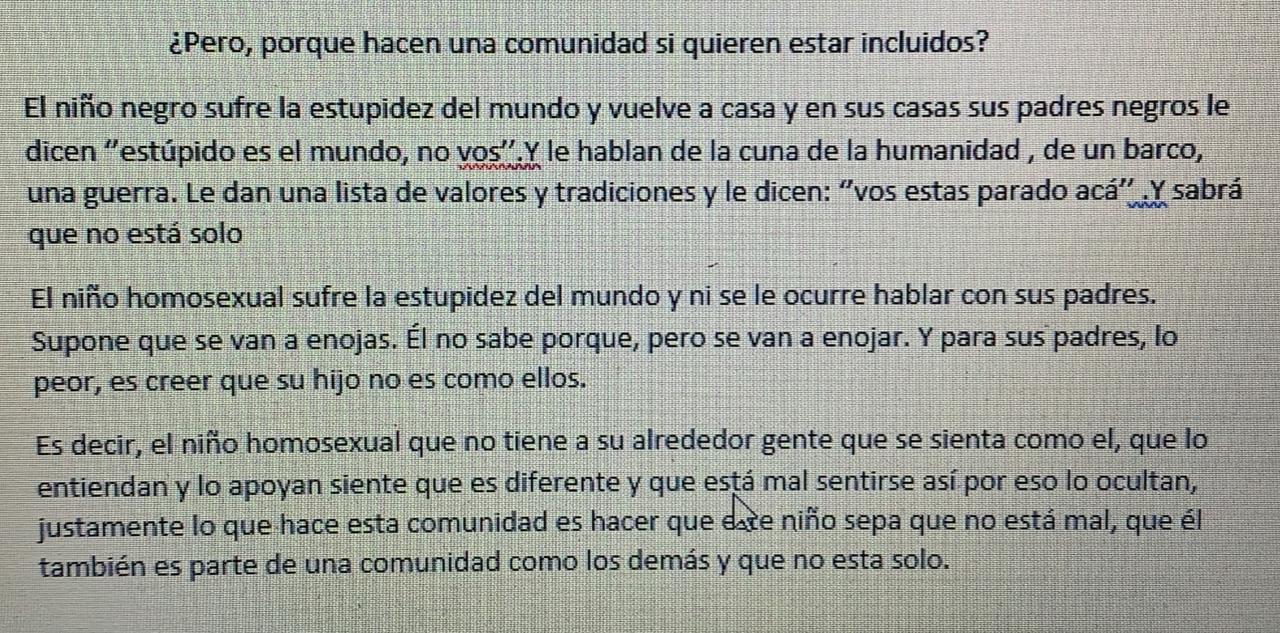 ¿Pero, porque hacen una comunidad si quieren estar incluidos?
El niño negro sufre la estupidez del mundo y vuelve a casa y en sus casas sus padres negros le
dicen "estúpido es el mundo, no vos".Y le hablan de la cuna de la humanidad , de un barco,
una guerra. Le dan una lista de valores y tradiciones y le dicen: "vos estas parado acá" .Y sabrá
que no está solo
El niño homosexual sufre la estupidez del mundo y ni se le ocurre hablar con sus padres.
Supone que se van a enojas. Él no sabe porque, pero se van a enojar. Y para sus padres, lo
peor, es creer que su hijo no es como ellos.
Es decir, el niño homosexual que no tiene a su alrededor gente que se sienta como el, que lo
entiendan y lo apoyan siente que es diferente y que está mal sentirse así por eso lo ocultan,
justamente lo que hace esta comunidad es hacer que niño sepa que no está mal, que él
también es parte de una comunidad como los demás y que no esta solo.